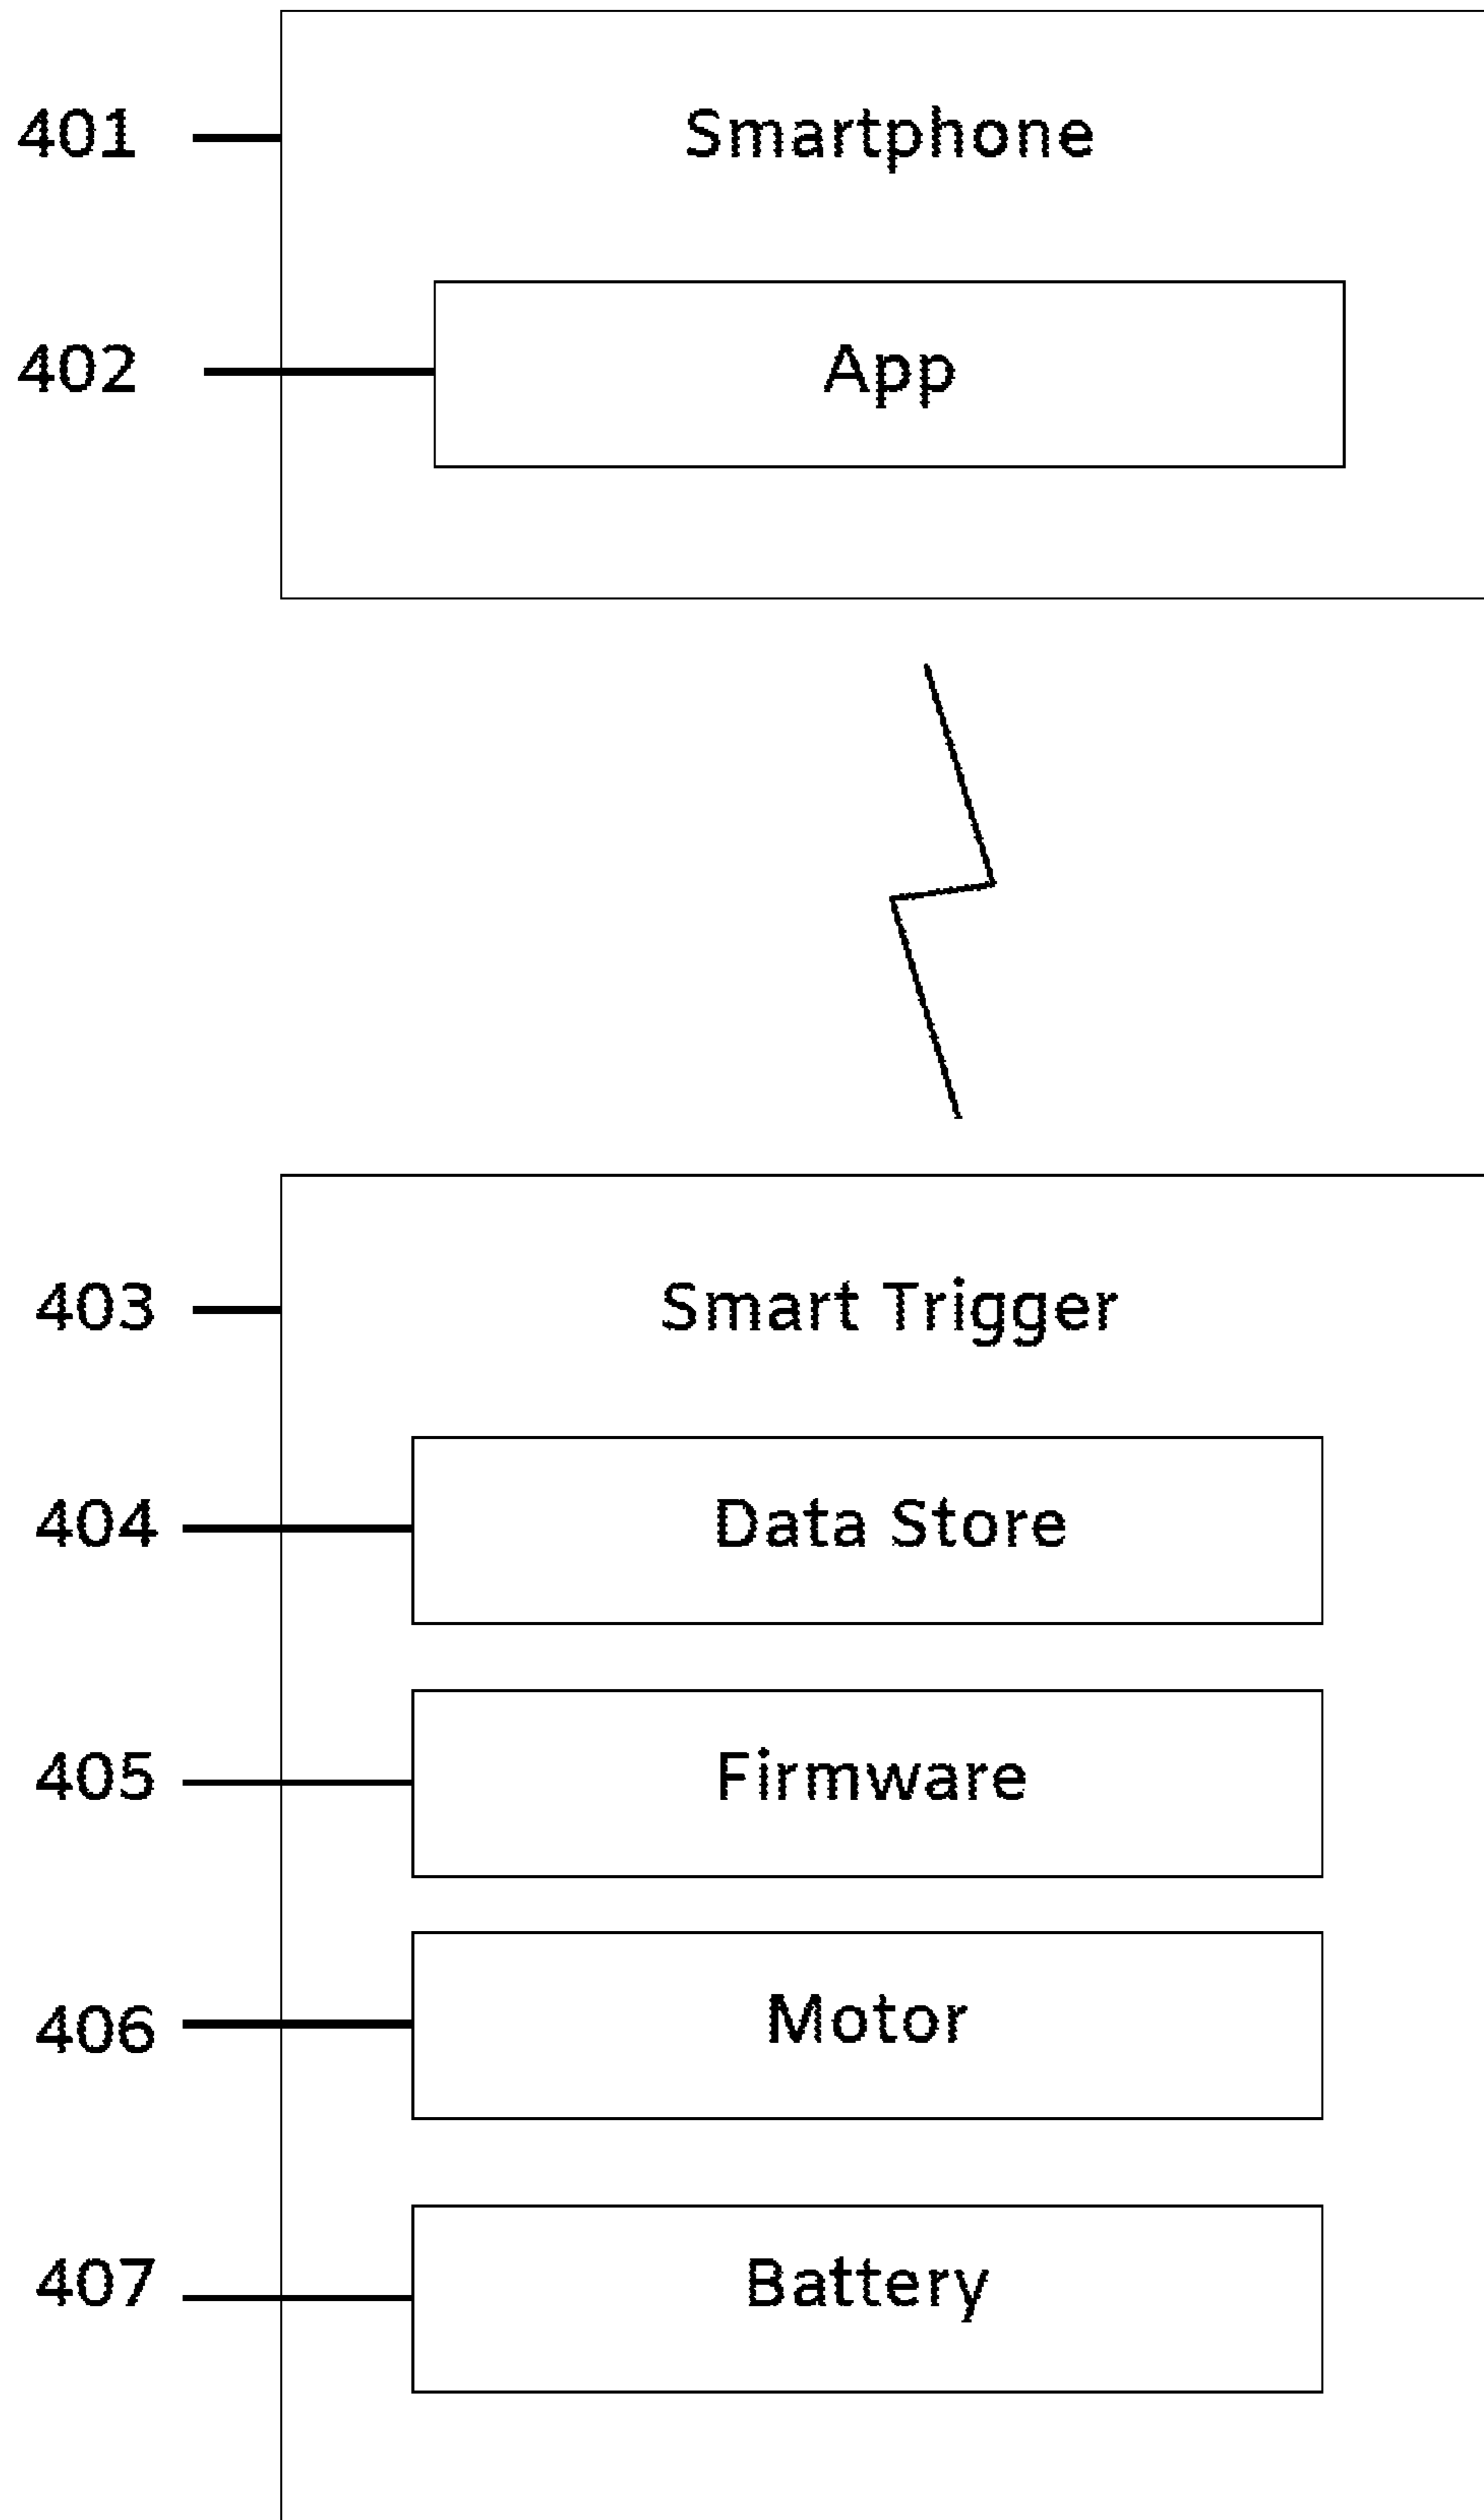 401 Smartphone
402 App
403 Smart Trigger
404 Data Store
405 Firmware
406 Motor
407 Battery